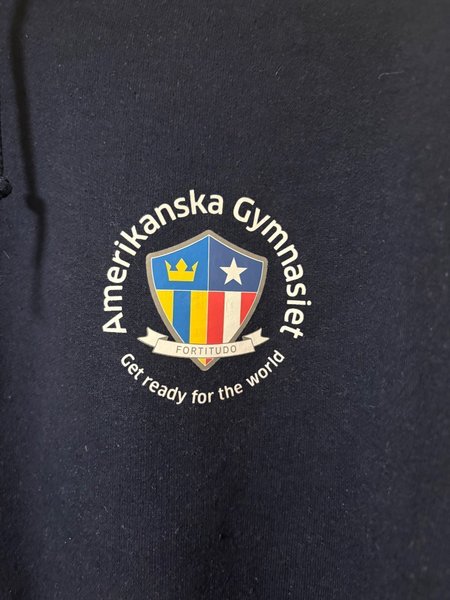 Amerikanska Gymnasiet
FORTITUDO
Get ready for the world